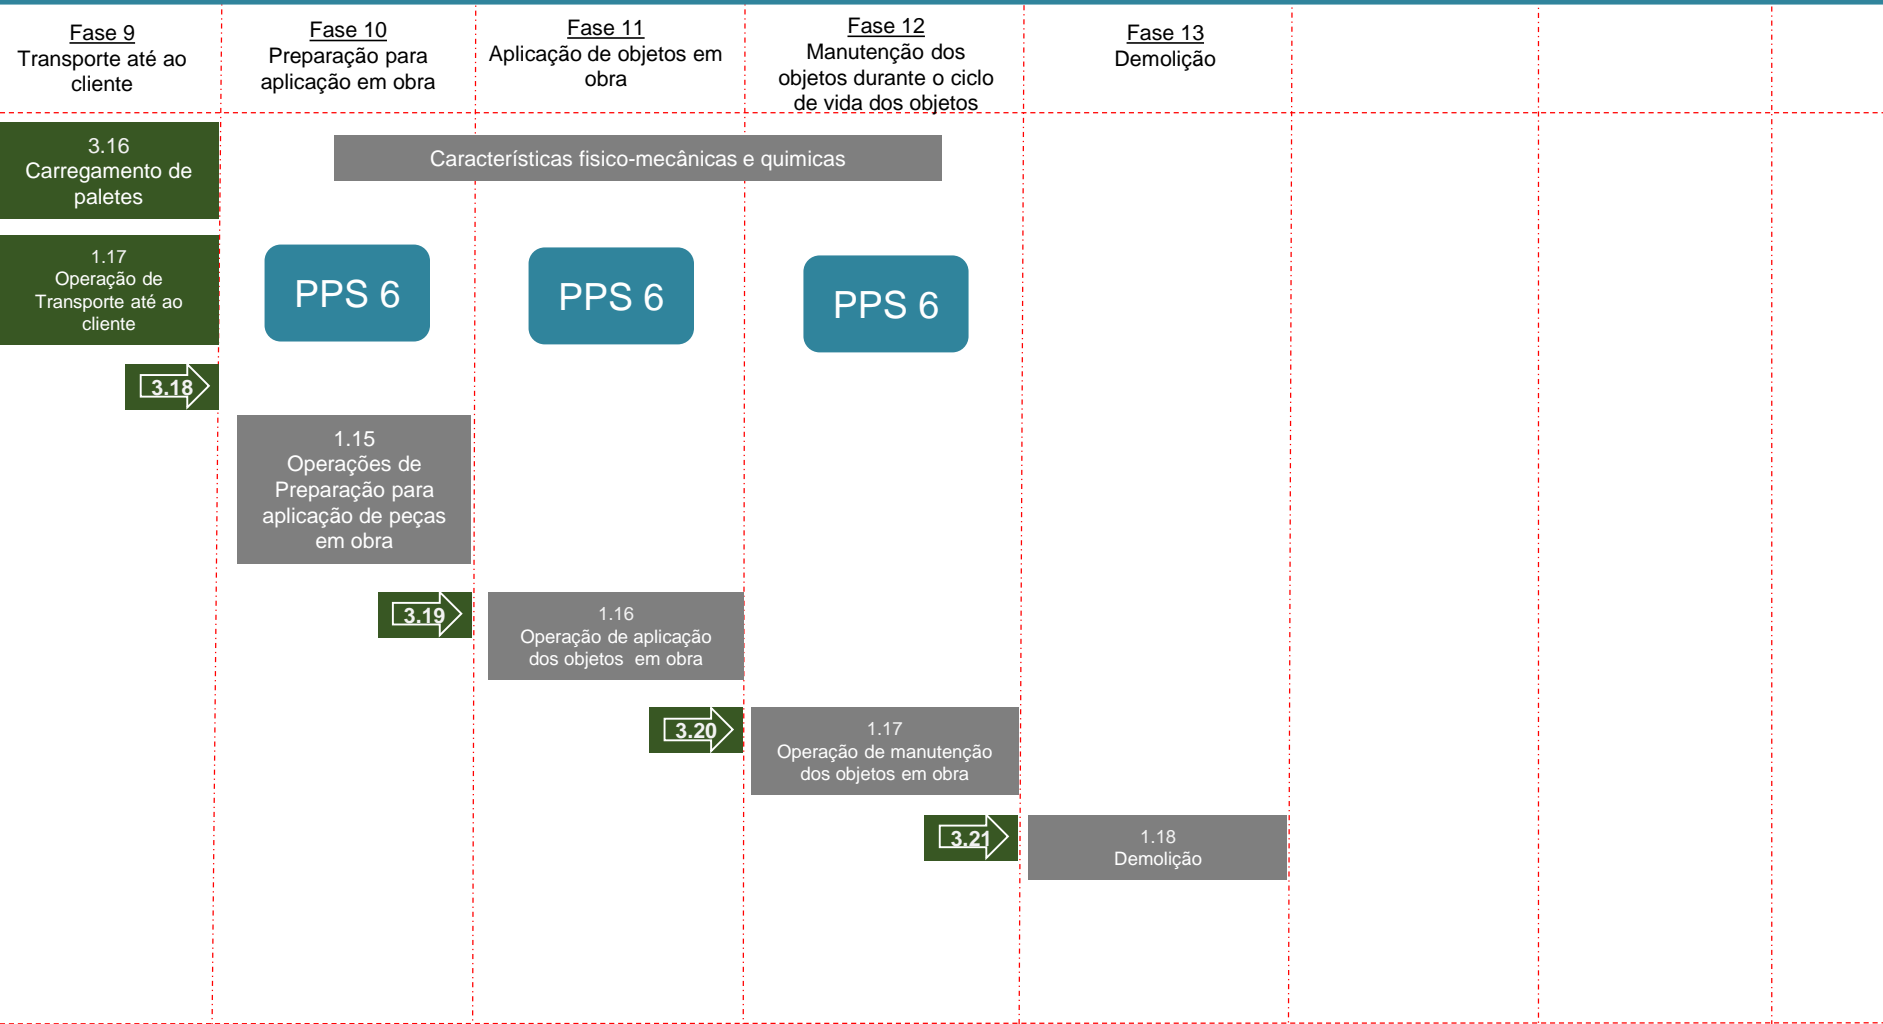 Fase 9
Transporte até ao
cliente
Fase 10
Preparação para
aplicação em obra
Fase 11
Aplicação de objetos em
obra
Fase 12
Manutenção dos
objetos durante o ciclo
de vida dos objetos
Fase 13
Demolição
3.16
Carregamento de
paletes
Características fisico-mecânicas e quimicas
1.17
Operação de
Transporte até ao
cliente
PPS 6
PPS 6
PPS 6
3.18
1.15
Operações de
Preparação para
aplicação de peças
em obra
3.19
1.16
Operação de aplicação
dos objetos em obra
3.20
1.17
Operação de manutenção
dos objetos em obra
3.21
1.18
Demolição